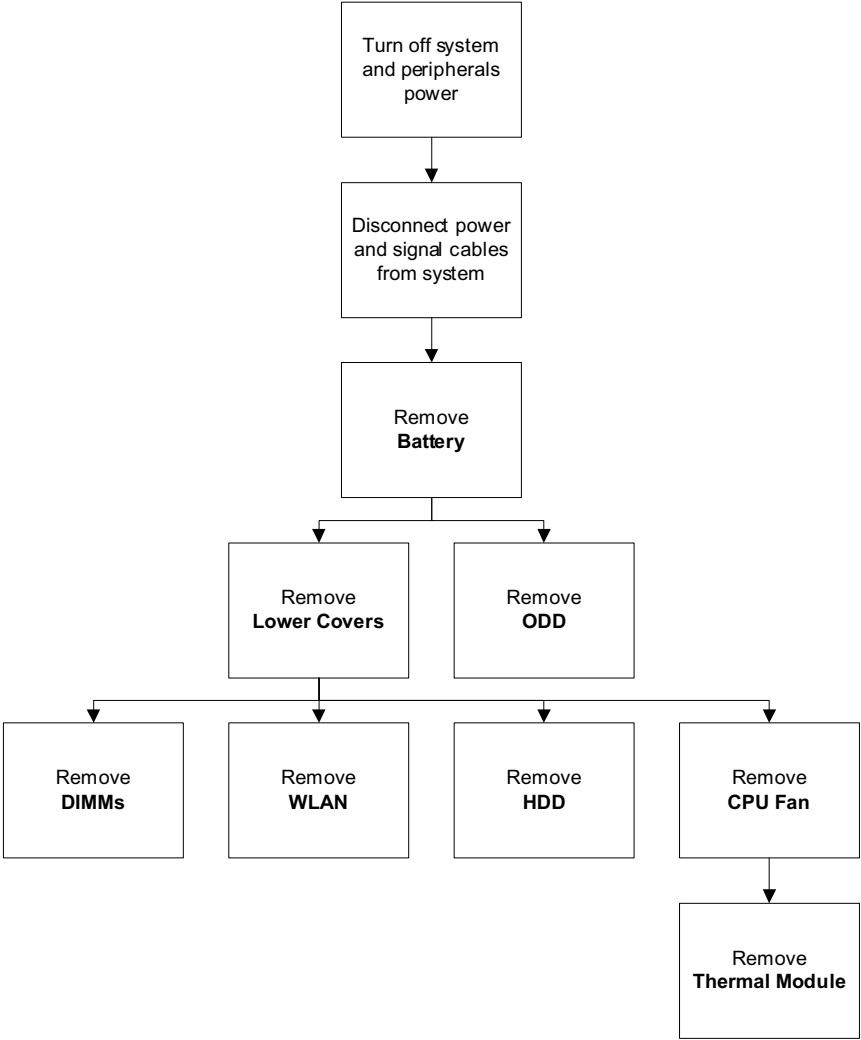 Turn off system
and peripherals
power
Disconnect power
and signal cables
from system
Remove
Battery
Remove
Lower Covers
Remove
ODD
Remove
DIMMs
Remove
WLAN
Remove
HDD
Remove
CPU Fan
Remove
Thermal Module